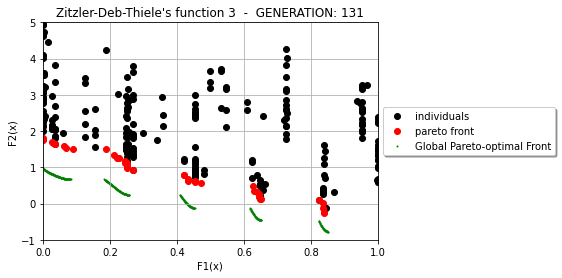 Zitzler-Deb-Thiele's function 3 - GENERATION: 131
5
4
3
2
1
0
−1
F2(x)
0.0 0.2 0.4 0.6 0.8 1.0
F1(x)
individuals
pareto front
Global Pareto-optimal Front